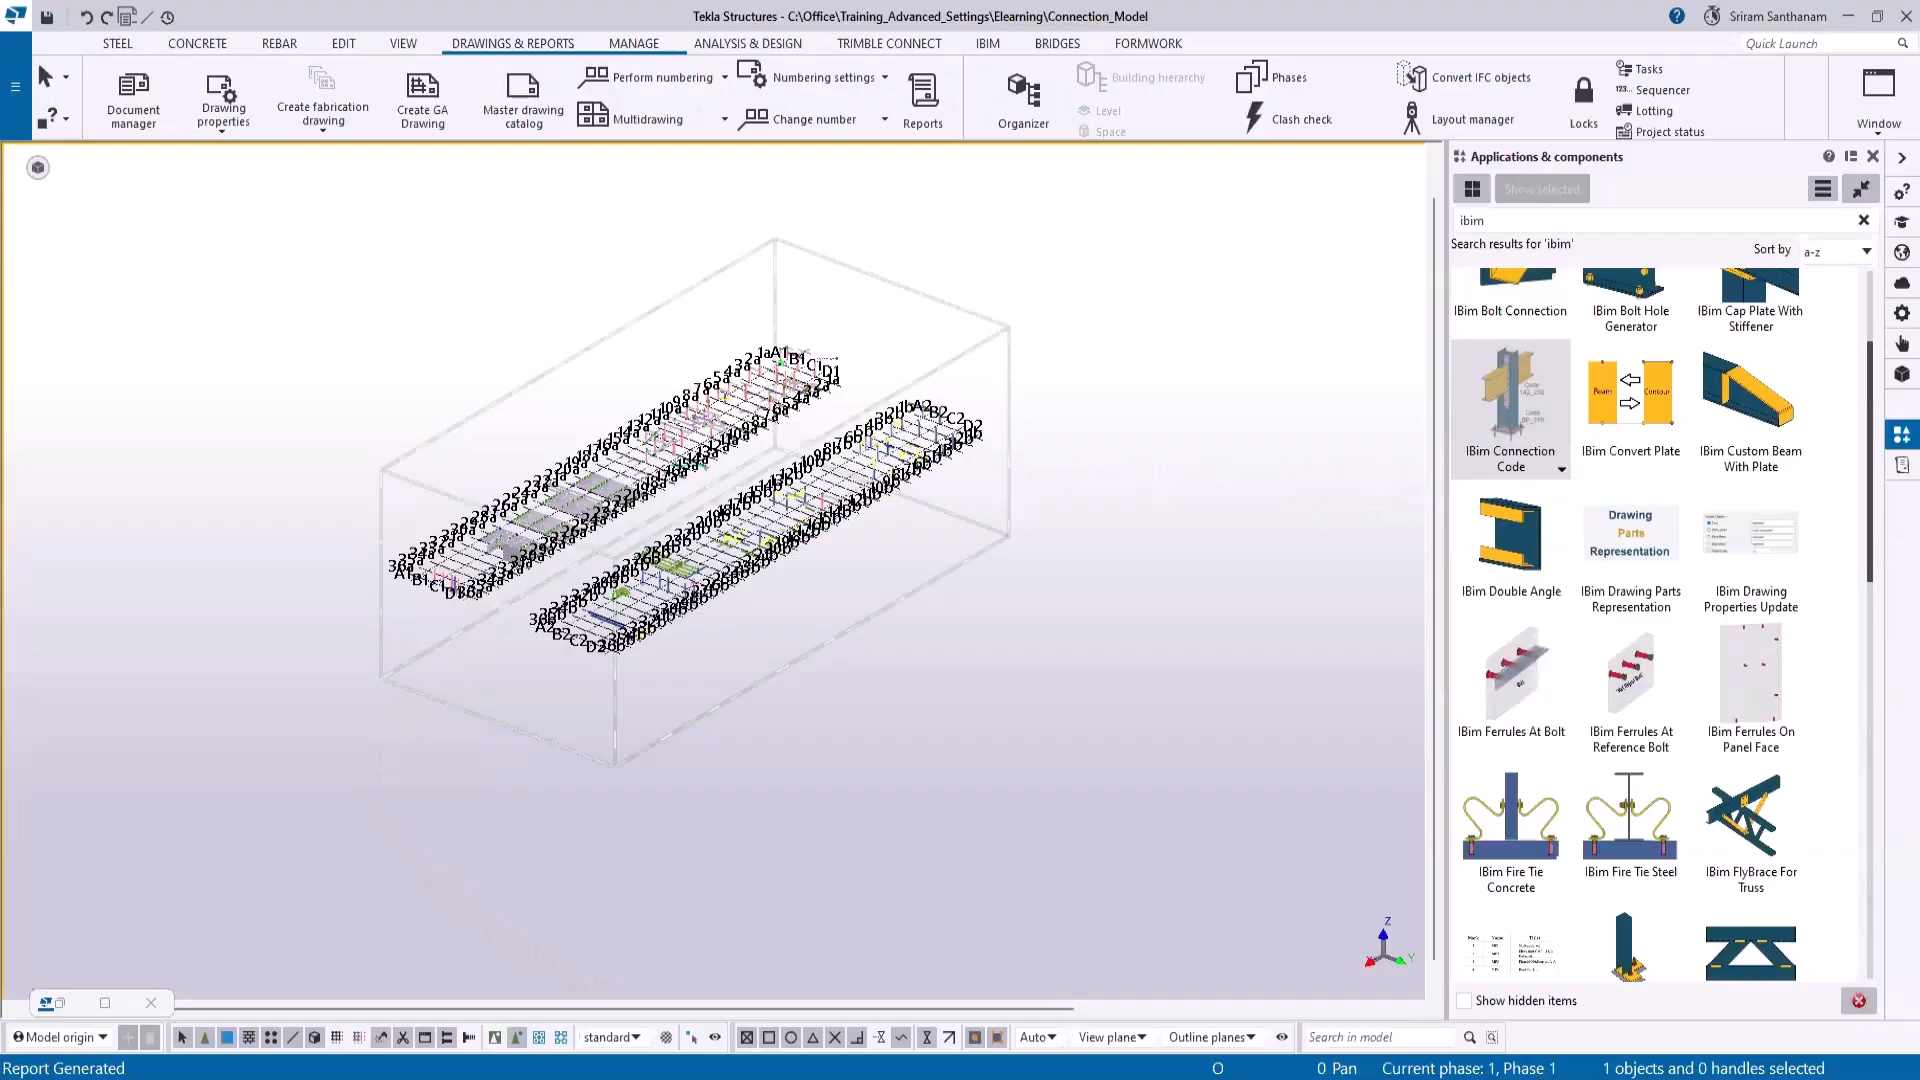 Tekla Structures - C:\Office\Training_Advanced_Settings\Elearning\Connection_Model
Sriram Santhanam
STEEL CONCRETE REBAR EDIT VIEW DRAWINGS & REPORTS MANAGE ANALYSIS & DESIGN TRIMBLE CONNECT IBIM BRIDGES FORMWORK
Quick Launch
Document manager
Drawing properties
Create fabrication drawing
Create GA Drawing
Master drawing catalog
Perform numbering
Multidrawing
Numbering settings
Change number
Reports
Organizer
Building hierarchy
Level
Space
Phases
Clash check
Convert IFC objects
Layout manager
Locks
Tasks
Sequencer
Lotting
Project status
Window
Applications & components
Show selected
ibim
Search results for 'ibim'
Sort by
a-z
IBim Bolt Connection
IBim Bolt Hole Generator
IBim Cap Plate With Stiffener
Beam
Contour
IBim Connection Code
IBim Convert Plate
IBim Custom Beam With Plate
Drawing
Parts
Representation
IBim Double Angle
IBim Drawing Parts Representation
IBim Drawing Properties Update
IBim Ferrules At Bolt
IBim Ferrules At Reference Bolt
IBim Ferrules On Panel Face
IBim Fire Tie Concrete
IBim Fire Tie Steel
IBim FlyBrace For Truss
Show hidden items
Z
Y
Model origin
standard
Auto
View plane
Outline planes
Search in model
Report Generated
O
0 Pan
Current phase: 1, Phase 1
1 objects and 0 handles selected